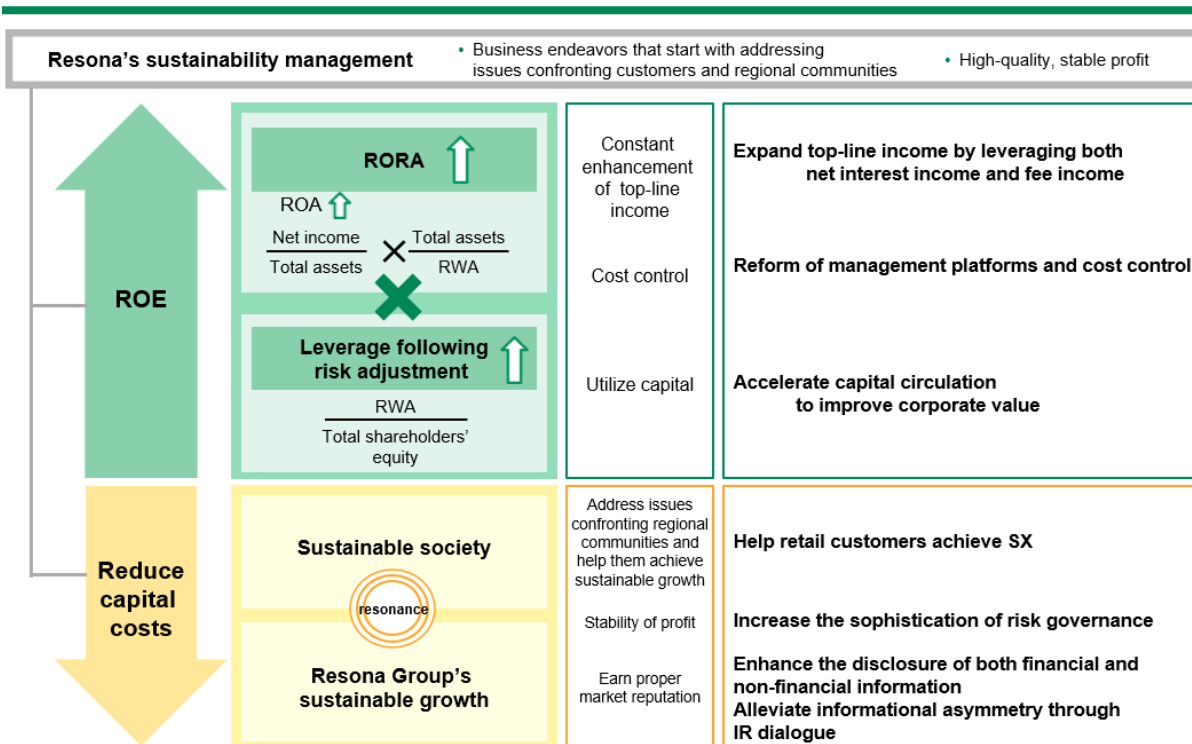 Resona's sustainability management
• Business endeavors that start with addressing
issues confronting customers and regional communities
• High-quality, stable profit
ROE
RORA
ROA
Net income
Total assets
×
Total assets
RWA
×
Leverage following
risk adjustment
RWA
Total shareholders'
equity
Constant
enhancement
of top-line
income
Cost control
Utilize capital
Expand top-line income by leveraging both
net interest income and fee income
Reform of management platforms and cost control
Accelerate capital circulation
to improve corporate value
Reduce
capital
costs
Sustainable society
resonance
Resona Group's
sustainable growth
Address issues
confronting regional
communities and
help them achieve
sustainable growth
Stability of profit
Earn proper
market reputation
Help retail customers achieve SX
Increase the sophistication of risk governance
Enhance the disclosure of both financial and
non-financial information
Alleviate informational asymmetry through
IR dialogue